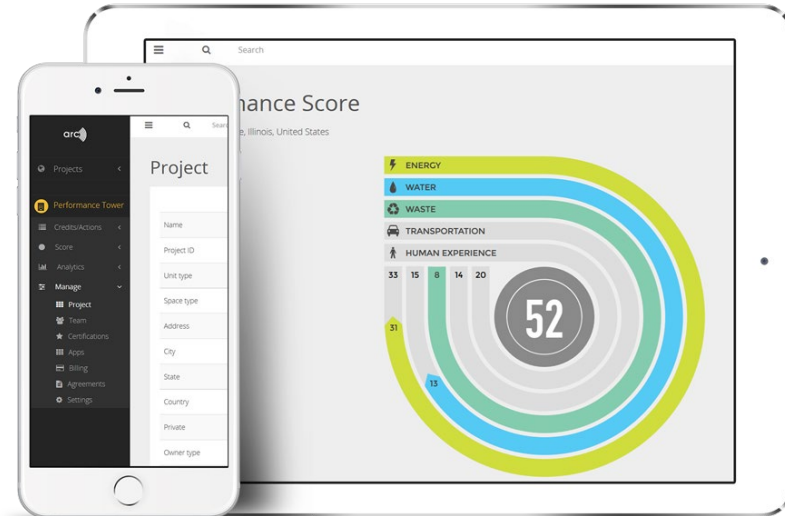 arc
Search
Projects
Project
Performance Tower
Credits/Actions
Score
Analytics
Manage
Project
Team
Certifications
Apps
Billing
Agreements
Settings
Name
Project ID
Unit type
Space type
Address
City
State
Country
Private
Owner type
mance Score
e, Illinois, United States
ENERGY
WATER
WASTE
TRANSPORTATION
HUMAN EXPERIENCE
33 15 8 14 20
31
13
52